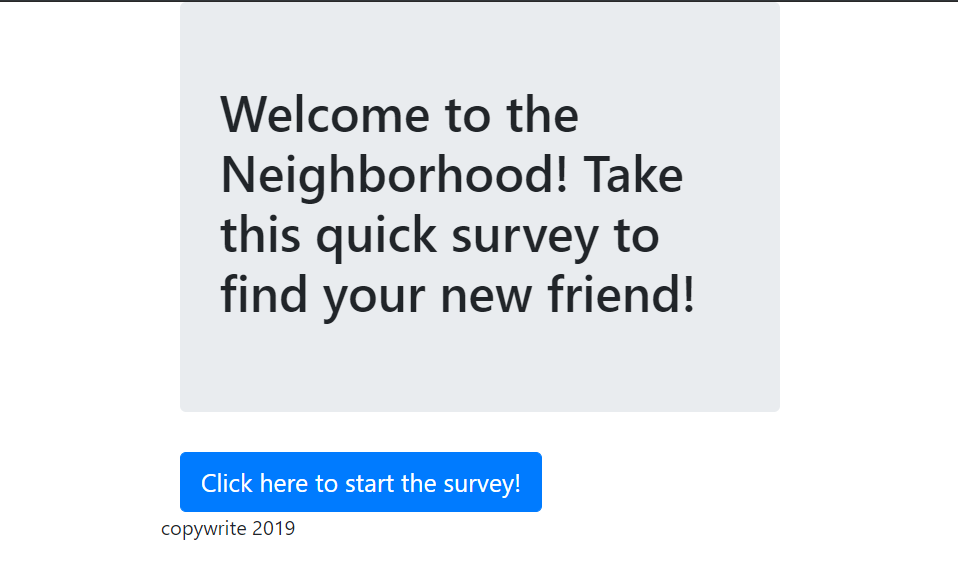 Welcome to the
Neighborhood! Take
this quick survey to
find your new friend!
Click here to start the survey!
copywrite 2019